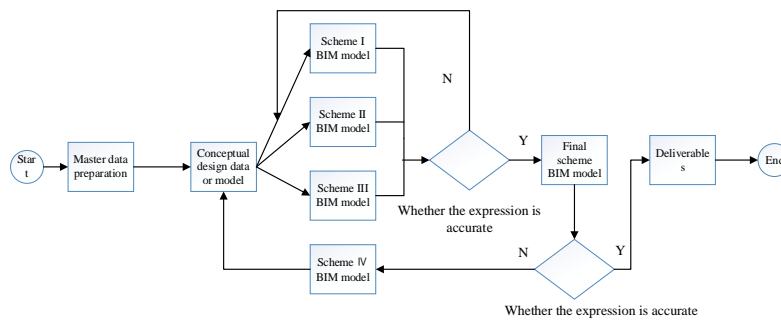 Star
t
Master data
preparation
Conceptual
design data
or model
Scheme I
BIM model
Scheme II
BIM model
Scheme III
BIM model
Scheme Ⅳ
BIM model
N
Whether the expression is
accurate
Y
Final
scheme
BIM model
N
Y
Whether the expression is accurate
Deliverable
s
End